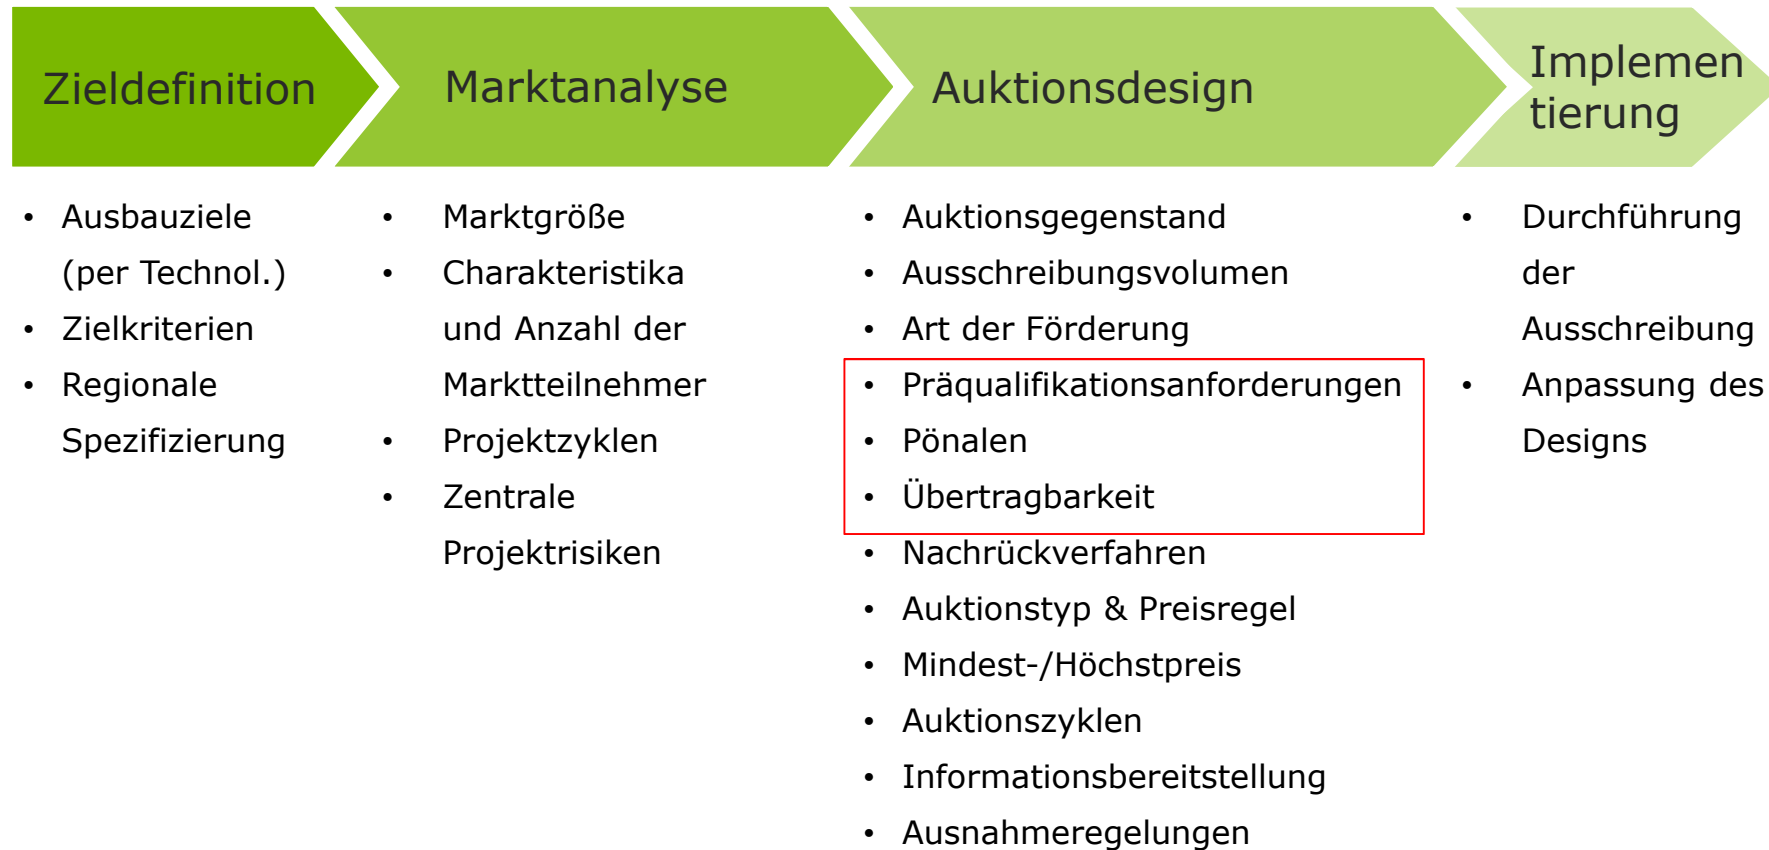 Zieldefinition
Marktanalyse
Auktionsdesign
Implemen
tierung
• Ausbauziele
(per Technol.)
• Zielkriterien
• Regionale
Spezifizierung
• Marktgröße
• Charakteristika
und Anzahl der
Marktteilnehmer
• Projektzyklen
• Zentrale
Projektrisiken
• Auktionsgegenstand
• Ausschreibungsvolumen
• Art der Förderung
• Präqualifikationsanforderungen
• Pönalen
• Übertragbarkeit
• Nachrückverfahren
• Auktionstyp & Preisregel
• Mindest-/Höchstpreis
• Auktionszyklen
• Informationsbereitstellung
• Ausnahmeregelungen
• Durchführung
der
Ausschreibung
• Anpassung des
Designs